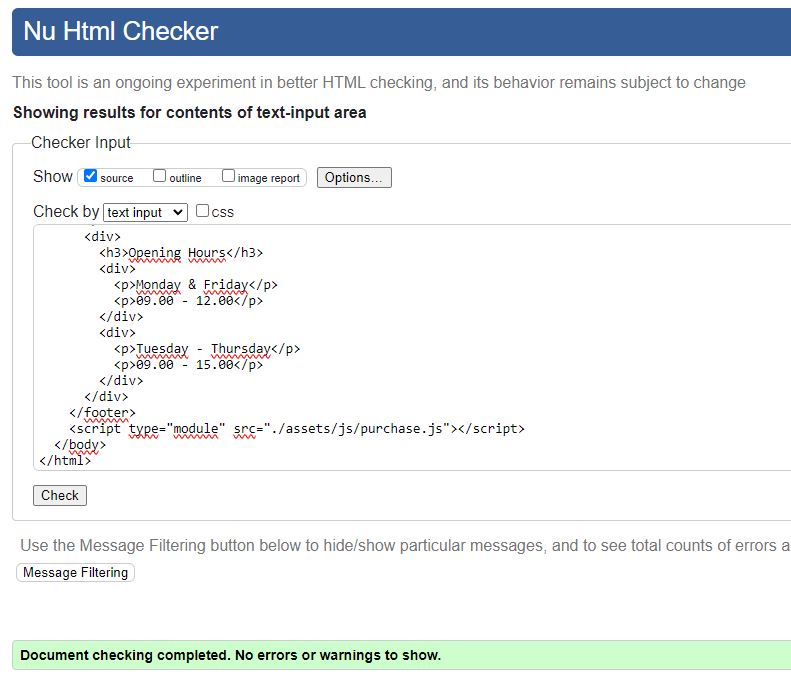 Nu Html Checker
This tool is an ongoing experiment in better HTML checking, and its behavior remains subject to change
Showing results for contents of text-input area
Checker Input
Show source outline image report Options...
Check by text input css
<div>
<h3>Opening Hours</h3>
<div>
<p>Monday & Friday</p>
<p>09.00 - 12.00</p>
</div>
<div>
<p>Tuesday - Thursday</p>
<p>09.00 - 15.00</p>
</div>
</div>
</footer>
<script type="module" src="./assets/js/purchase.js"></script>
</body>
</html>
Check
Use the Message Filtering button below to hide/show particular messages, and to see total counts of errors a
Message Filtering
Document checking completed. No errors or warnings to show.